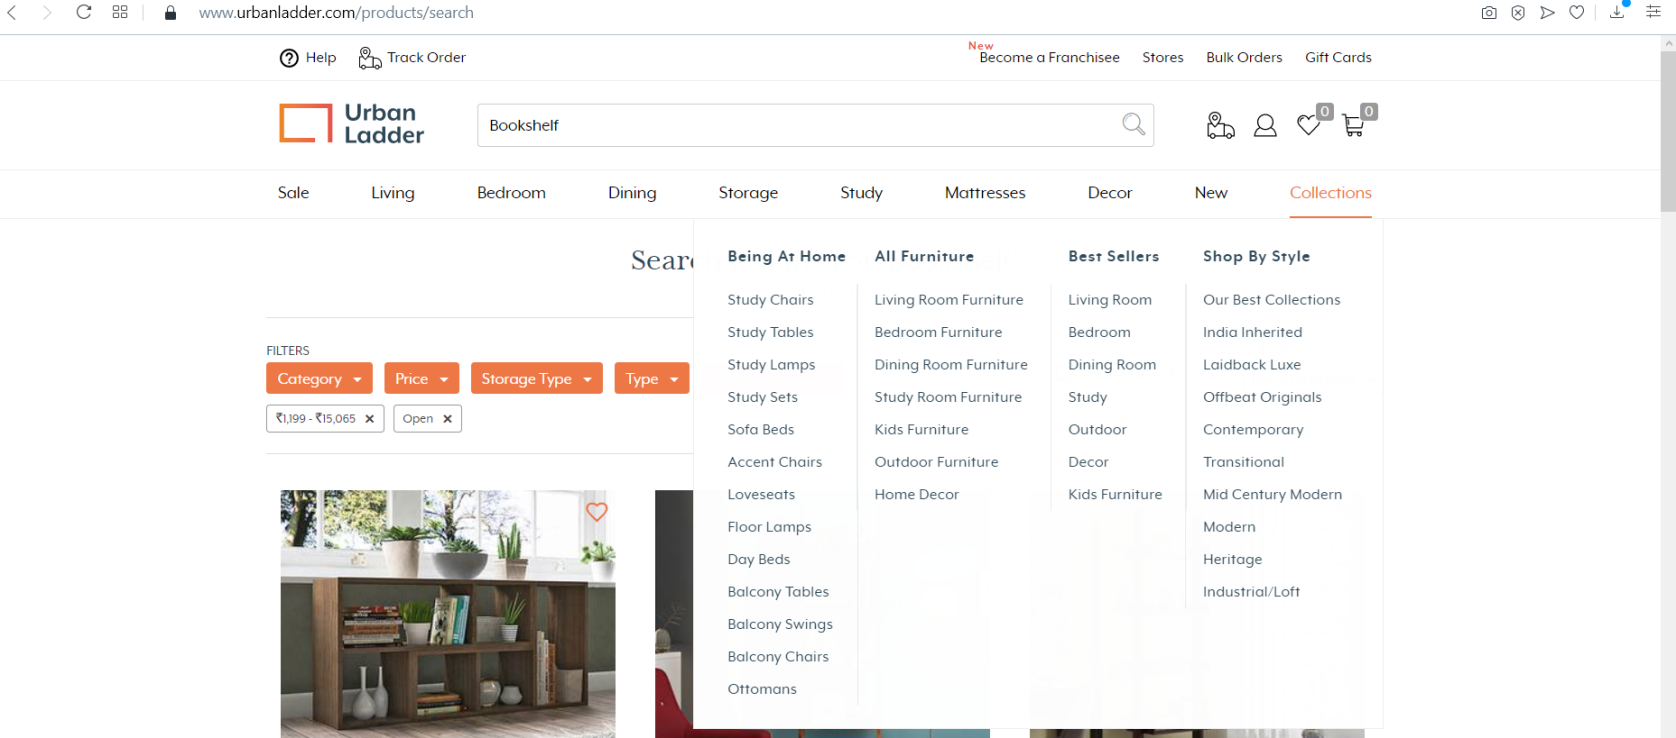 www.urbanladder.com/products/search
Help
Track Order
New
Become a Franchisee
Stores
Bulk Orders
Gift Cards
Urban
Ladder
Bookshelf
0
0
Sale
Living
Bedroom
Dining
Storage
Study
Mattresses
Decor
New
Collections
Searc
FILTERS
Category
Price
Storage Type
Type
₹1,199 - ₹15,065
Open
Being At Home
Study Chairs
Study Tables
Study Lamps
Study Sets
Sofa Beds
Accent Chairs
Loveseats
Floor Lamps
Day Beds
Balcony Tables
Balcony Swings
Balcony Chairs
Ottomans
All Furniture
Living Room Furniture
Bedroom Furniture
Dining Room Furniture
Study Room Furniture
Kids Furniture
Outdoor Furniture
Home Decor
Best Sellers
Living Room
Bedroom
Dining Room
Study
Outdoor
Decor
Kids Furniture
Shop By Style
Our Best Collections
India Inherited
Laidback Luxe
Offbeat Originals
Contemporary
Transitional
Mid Century Modern
Modern
Heritage
Industrial/Loft